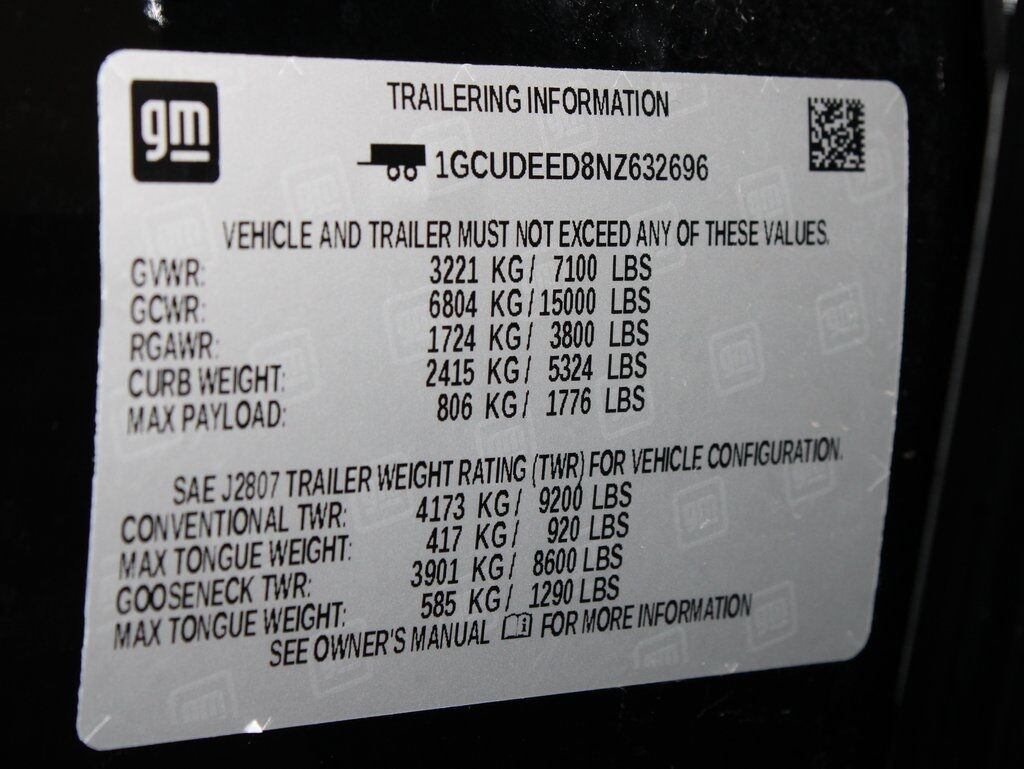 gm
TRAILERING INFORMATION
1GCUDEED8NZ632696
VEHICLE AND TRAILER MUST NOT EXCEED ANY OF THESE VALUES.
GVWR: 3221 KG/ 7100 LBS
GCWR: 6804 KG/15000 LBS
RGAWR: 1724 KG/ 3800 LBS
CURB WEIGHT: 2415 KG/ 5324 LBS
MAX PAYLOAD: 806 KG/ 1776 LBS
SAE J2807 TRAILER WEIGHT RATING (TWR) FOR VEHICLE CONFIGURATION.
CONVENTIONAL TWR: 4173 KG/ 9200 LBS
MAX TONGUE WEIGHT: 417 KG/ 920 LBS
GOOSENECK TWR: 3901 KG/ 8600 LBS
MAX TONGUE WEIGHT: 585 KG/ 1290 LBS
SEE OWNER'S MANUAL FOR MORE INFORMATION